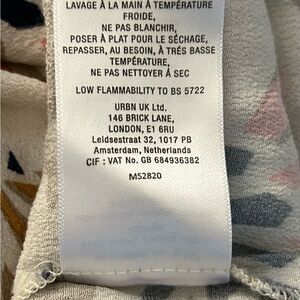 LAVAGE À LA MAIN À TEMPÉRATURE
FROIDE,
NE PAS BLANCHIR,
POSER À PLAT POUR LE SÉCHAGE,
REPASSER, AU BESOIN, À TRÈS BASSE
TEMPÉRATURE,
NE PAS NETTOYER À SEC
LOW FLAMMABILITY TO BS 5722
URBN UK Ltd.
146 BRICK LANE,
LONDON, E1 6RU
Leidsestraat 32, 1017 PB
Amsterdam, Netherlands
CIF : VAT No. GB 684936382
MS2820